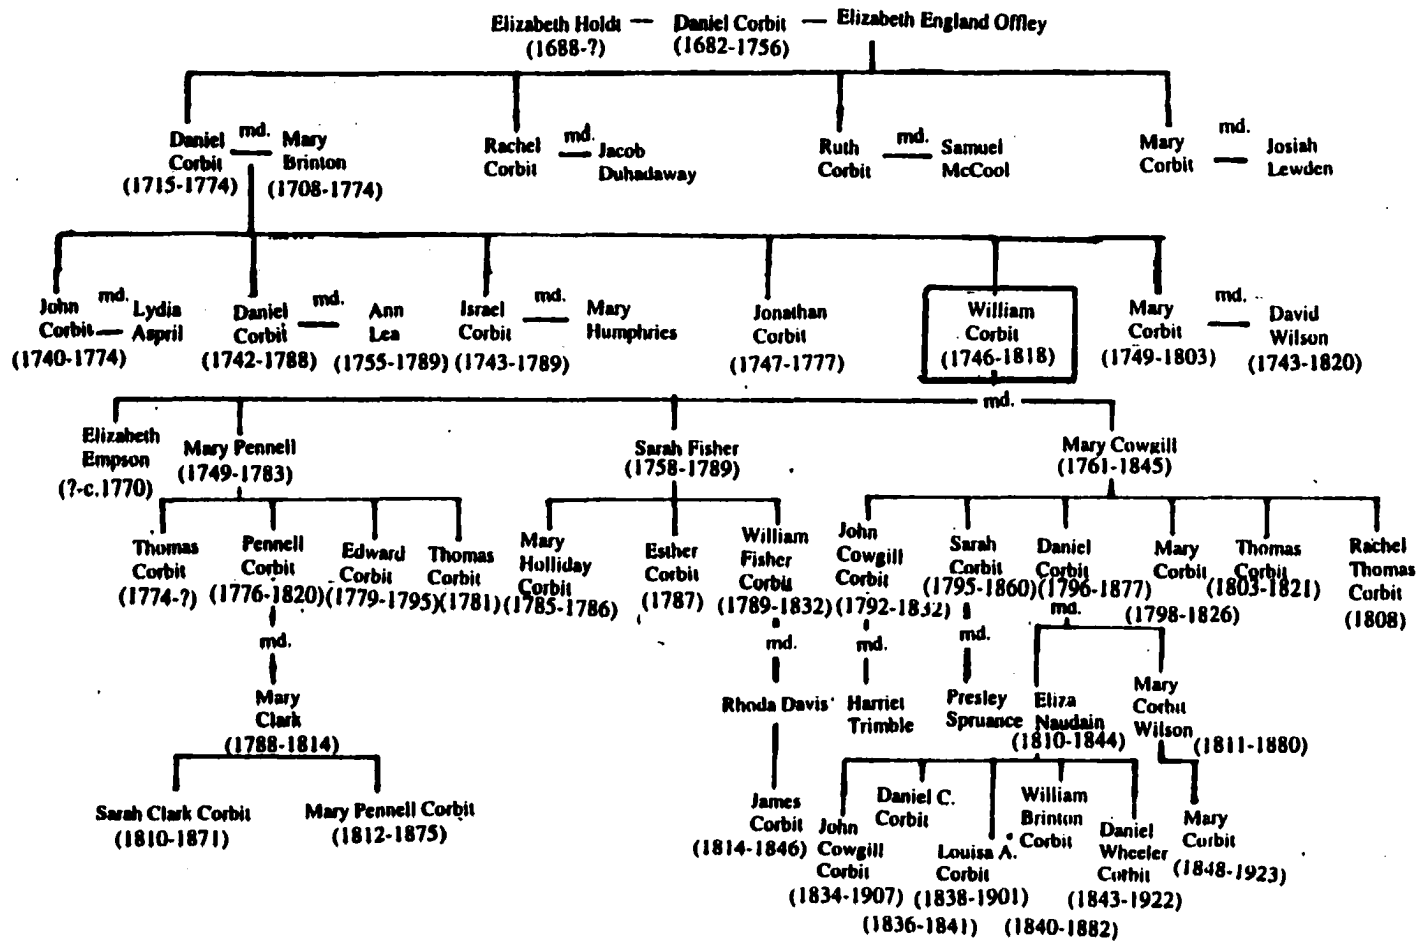 Elizabeth Holdt — Daniel Corbit — Elizabeth England Offley
(1688-?) (1682-1756)
Daniel md. Mary
Corbit Brinton
(1715-1774) (1708-1774)
Rachel md. Jacob
Corbit Duhadaway
Ruth md. Samuel
Corbit McCool
Mary md. Josiah
Corbit Lewden
John md. Lydia
Corbit Aspril
(1740-1774)
Daniel md. Ann
Corbit Lea
(1742-1788) (1755-1789)
Israel md. Mary
Corbit Humphries
(1743-1789)
Jonathan
Corbit
(1747-1777)
William
Corbit
(1746-1818)
Mary md. David
Corbit Wilson
(1749-1803) (1743-1820)
md.
Elizabeth
Empson
(?-c.1770)
Mary Pennell
(1749-1783)
Sarah Fisher
(1758-1789)
Mary Cowgill
(1761-1845)
Thomas
Corbit
(1774-?)
Pennell
Corbit
(1776-1820)
Edward
Corbit
(1779-1795)
Thomas
Corbit
(1781)
Mary
Holliday
Corbit
(1785-1786)
Esther
Corbit
(1787)
William
Fisher
Corbit
(1789-1832)
John
Cowgill
Corbit
(1792-1832)
Sarah
Corbit
(1795-1860)
Daniel
Corbit
(1796-1877)
Mary
Corbit
(1798-1826)
Thomas
Corbit
(1803-1821)
Rachel
Thomas
Corbit
(1808)
md.
Mary
Clark
(1788-1814)
md.
Rhoda Davis
md.
Harriet
Trimble
md.
Presley
Spruance
md.
Eliza
Naudain
(1810-1844)
Mary
Corbit
Wilson
(1811-1880)
Sarah Clark Corbit
(1810-1871)
Mary Pennell Corbit
(1812-1875)
James
Corbit
(1814-1846)
John
Cowgill
Corbit
(1834-1907)
Daniel C.
Corbit
(1836-1841)
Louisa A.
Corbit
(1838-1901)
William
Brinton
Corbit
(1840-1882)
Daniel
Wheeler
Corbit
(1843-1922)
Mary
Corbit
(1848-1923)